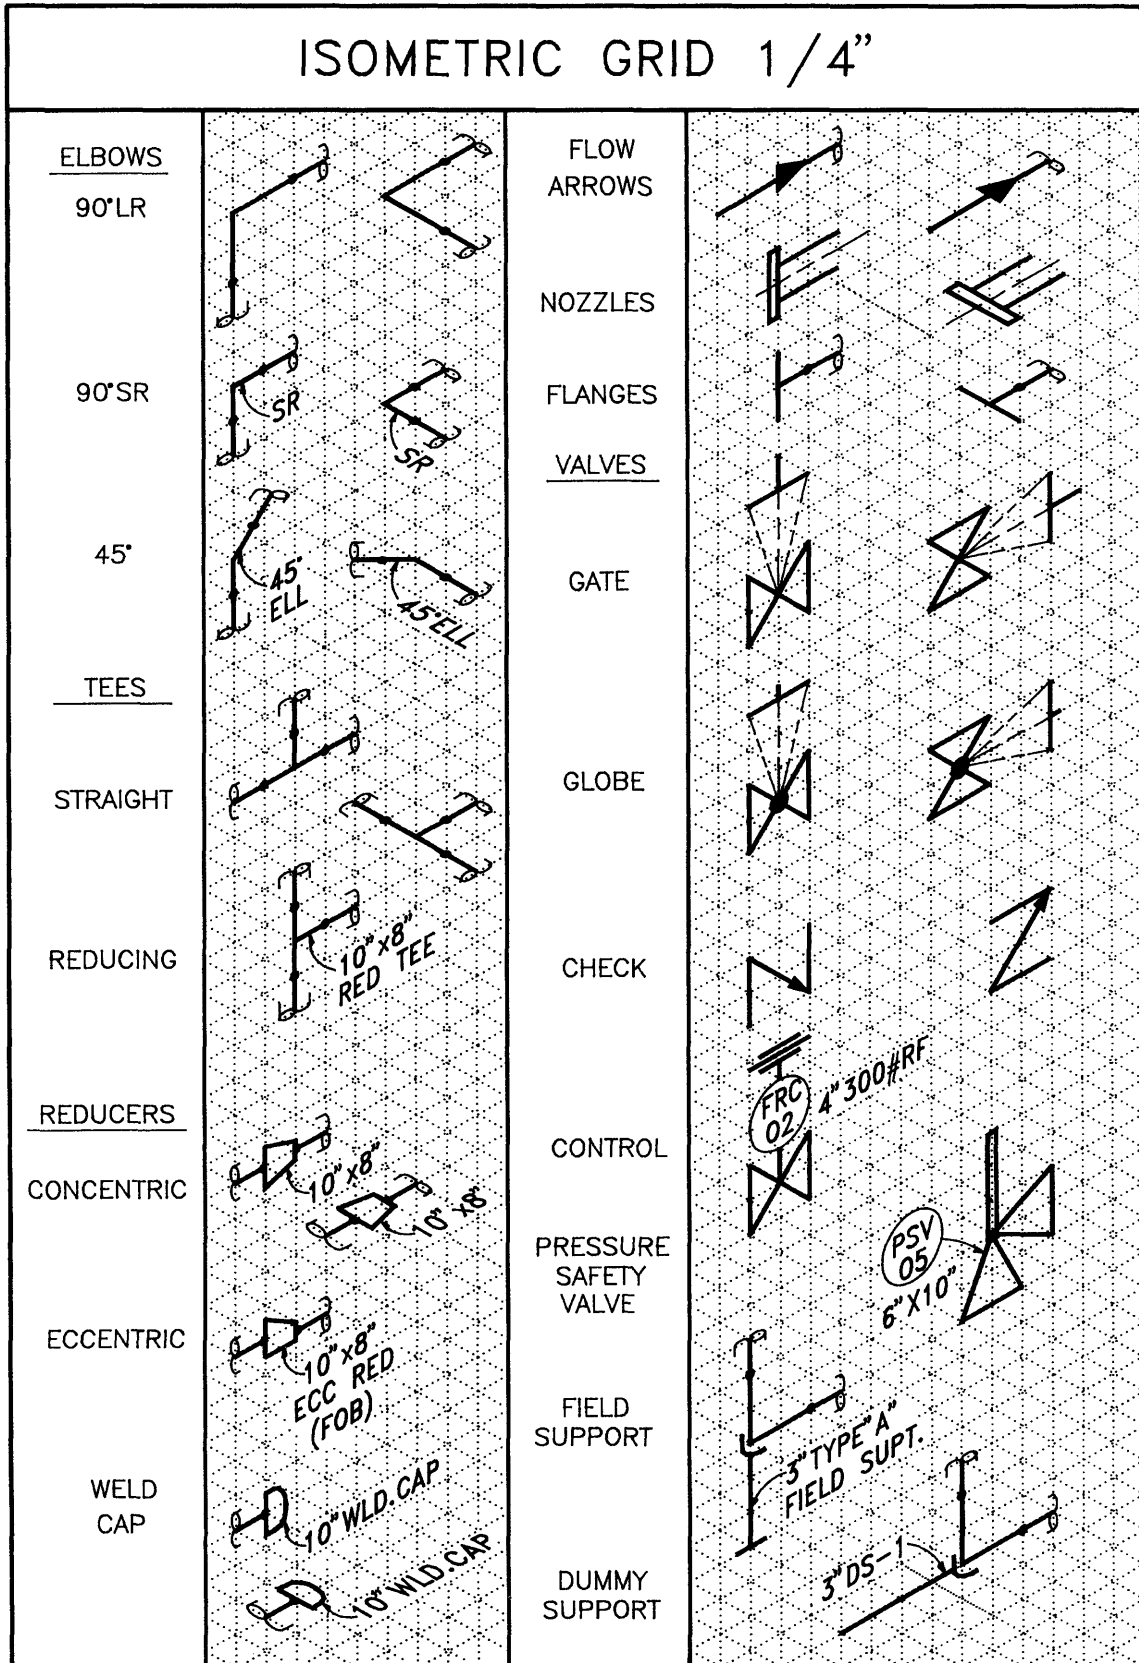 ISOMETRIC GRID 1/4"
ELBOWS
90°LR
90°SR
SR
SR
45°
45°
ELL
45°ELL
TEES
STRAIGHT
REDUCING
10"x8"
RED TEE
REDUCERS
CONCENTRIC
10"x8"
10"x8"
ECCENTRIC
10"x8"
ECC RED
(FOB)
WELD
CAP
10"WLD.CAP
10"WLD.CAP
FLOW
ARROWS
NOZZLES
FLANGES
VALVES
GATE
GLOBE
CHECK
CONTROL
FRC
02
4"300#RF
PRESSURE
SAFETY
VALVE
PSV
05
6"X10"
FIELD
SUPPORT
3"TYPE"A"
FIELD SUPT.
DUMMY
SUPPORT
3"DS-1